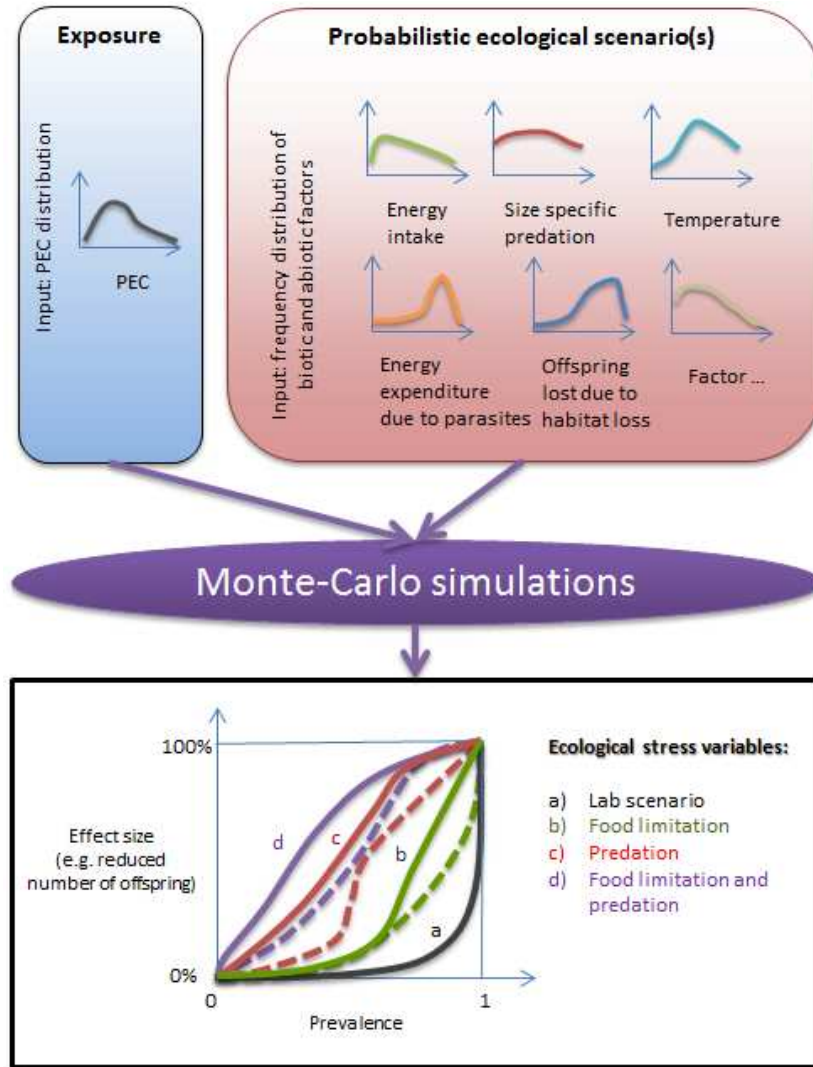 Exposure
Input: PEC distribution
PEC
Probabilistic ecological scenario(s)
Input: frequency distribution of
biotic and abiotic factors
Energy
intake
Size specific
predation
Temperature
Energy
expenditure
due to parasites
Offspring
lost due to
habitat loss
Factor ...
Monte-Carlo simulations
100%
Effect size
(e.g. reduced
number of offspring)
0%
0
1
Prevalence
d
c
b
a
Ecological stress variables:
a) Lab scenario
b) Food limitation
c) Predation
d) Food limitation and
predation